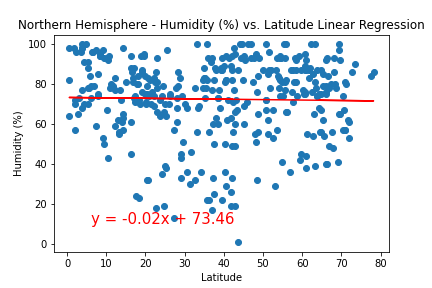 Northern Hemisphere - Humidity (%) vs. Latitude Linear Regression
100
80
60
40
20
0
Humidity (%)
y = -0.02x + 73.46
0 10 20 30 40 50 60 70 80
Latitude